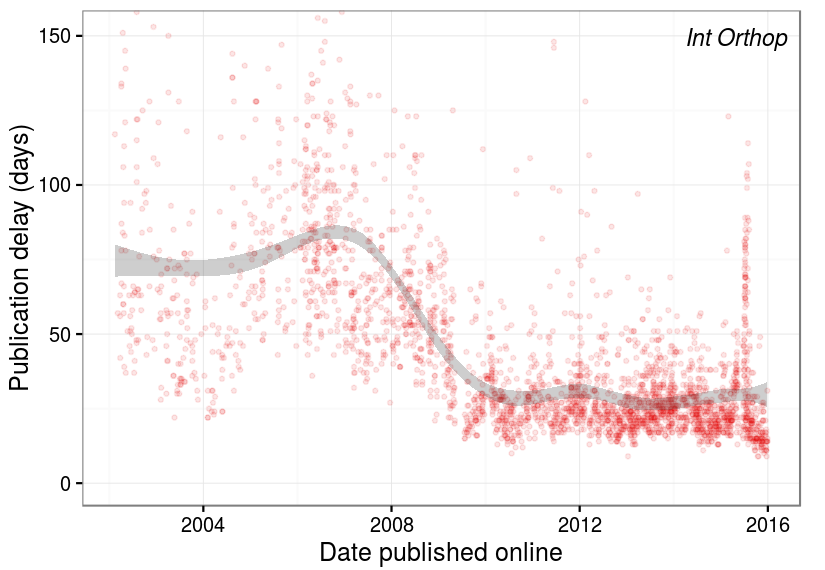 Int Orthop
150
100
50
0
Publication delay (days)
2004 2008 2012 2016
Date published online